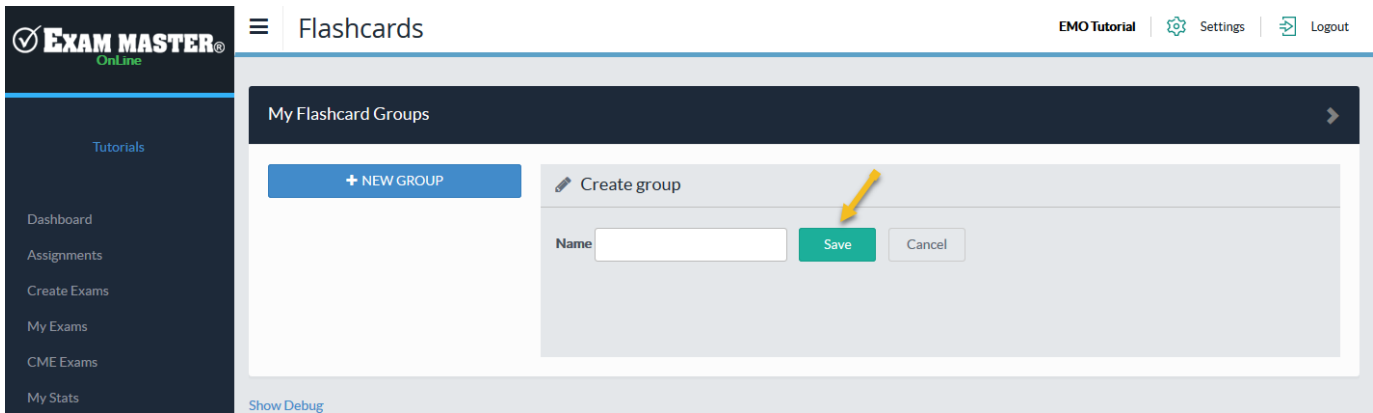 EXAM MASTER®
OnLine
Flashcards
EMO Tutorial
Settings
Logout
Tutorials
Dashboard
Assignments
Create Exams
My Exams
CME Exams
My Stats
My Flashcard Groups
+ NEW GROUP
Create group
Name
Save
Cancel
Show Debug